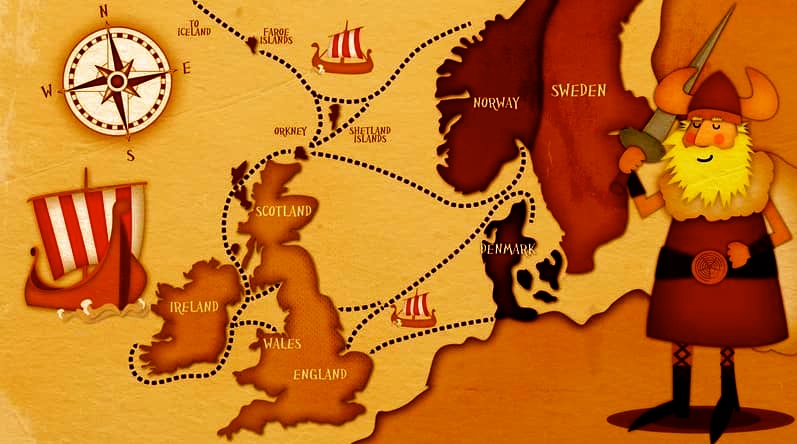 N
TO
ICELAND
FAROE
ISLANDS
W
E
S
NORWAY
SWEDEN
ORKNEY
SHETLAND
ISLANDS
SCOTLAND
DENMARK
IRELAND
WALES
ENGLAND